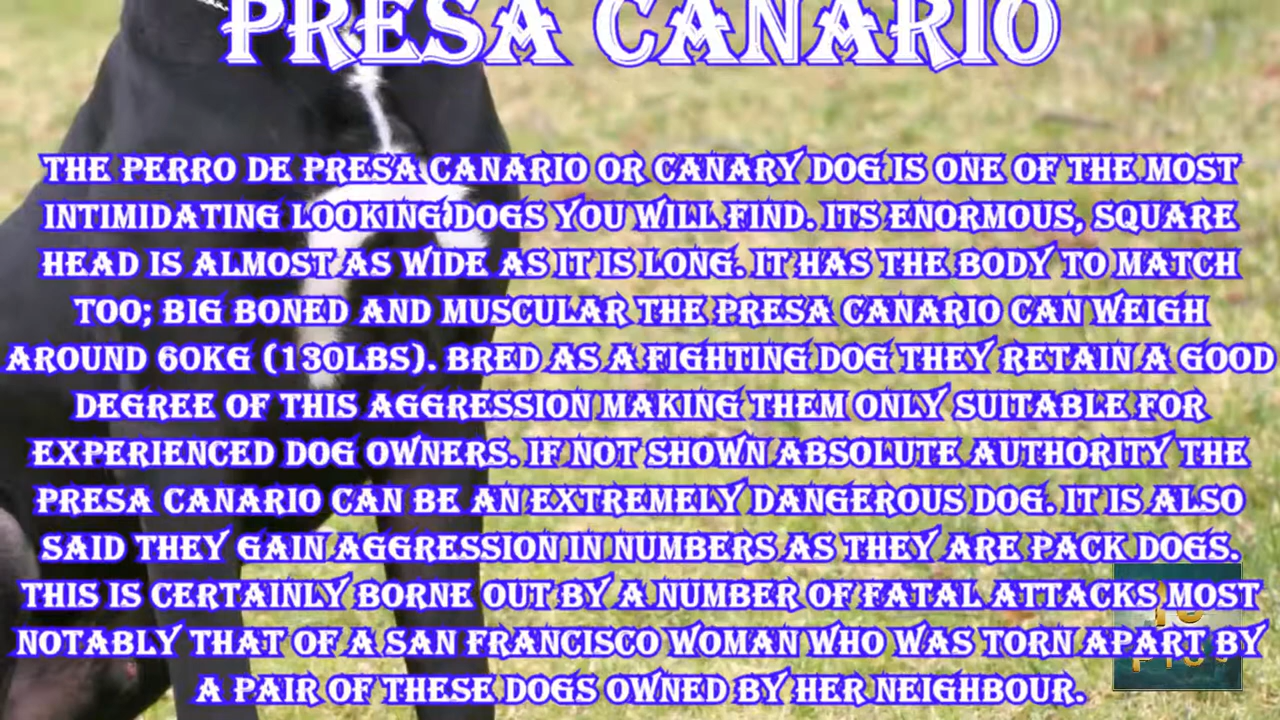 PRESA CANARIO
THE PERRO DE PRESA CANARIO OR CANARY DOG IS ONE OF THE MOST
INTIMIDATING LOOKING DOGS YOU WILL FIND. ITS ENORMOUS, SQUARE
HEAD IS ALMOST AS WIDE AS IT IS LONG. IT HAS THE BODY TO MATCH
TOO; BIG BONED AND MUSCULAR THE PRESA CANARIO CAN WEIGH
AROUND 60KG (130LBS). BRED AS A FIGHTING DOG THEY RETAIN A GOOD
DEGREE OF THIS AGGRESSION MAKING THEM ONLY SUITABLE FOR
EXPERIENCED DOG OWNERS. IF NOT SHOWN ABSOLUTE AUTHORITY THE
PRESA CANARIO CAN BE AN EXTREMELY DANGEROUS DOG. IT IS ALSO
SAID THEY GAIN AGGRESSION IN NUMBERS AS THEY ARE PACK DOGS.
THIS IS CERTAINLY BORNE OUT BY A NUMBER OF FATAL ATTACKS MOST
NOTABLY THAT OF A SAN FRANCISCO WOMAN WHO WAS TORN APART BY
A PAIR OF THESE DOGS OWNED BY HER NEIGHBOUR.